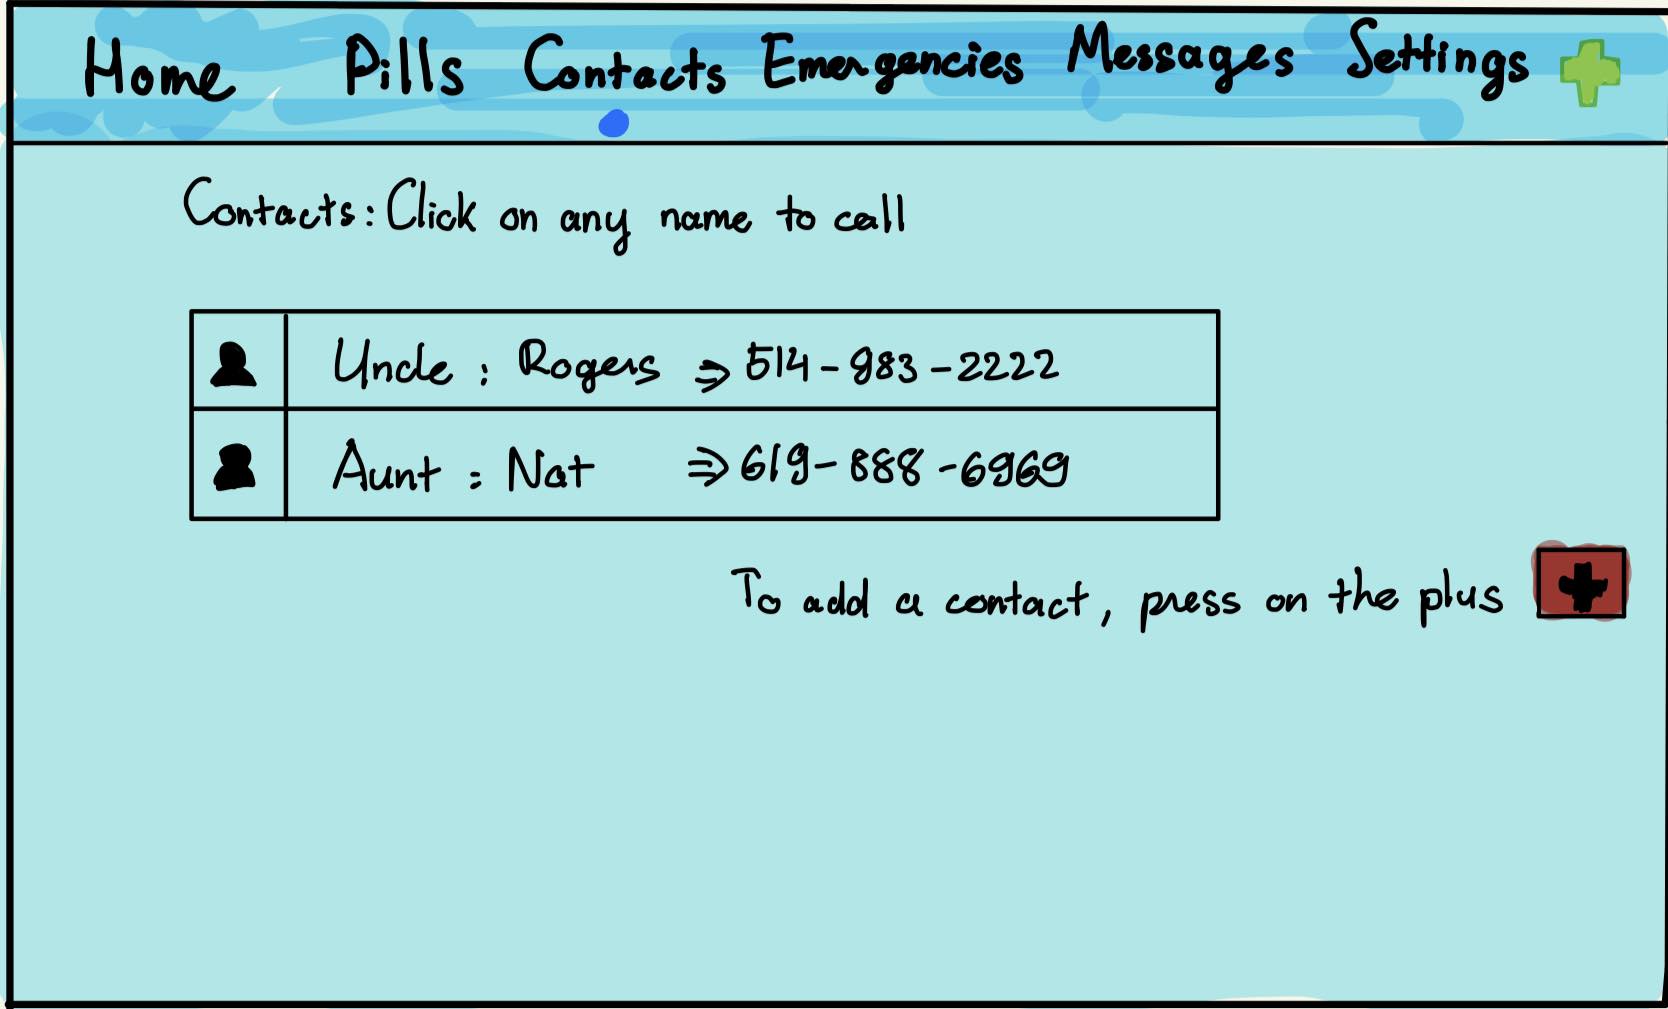 Home Pills Contacts Emergencies Messages Settings
Contacts: Click on any name to call
Uncle : Rogers ⇒ 514-983-2222
Aunt : Nat ⇒ 619-888-6969
To add a contact, press on the plus